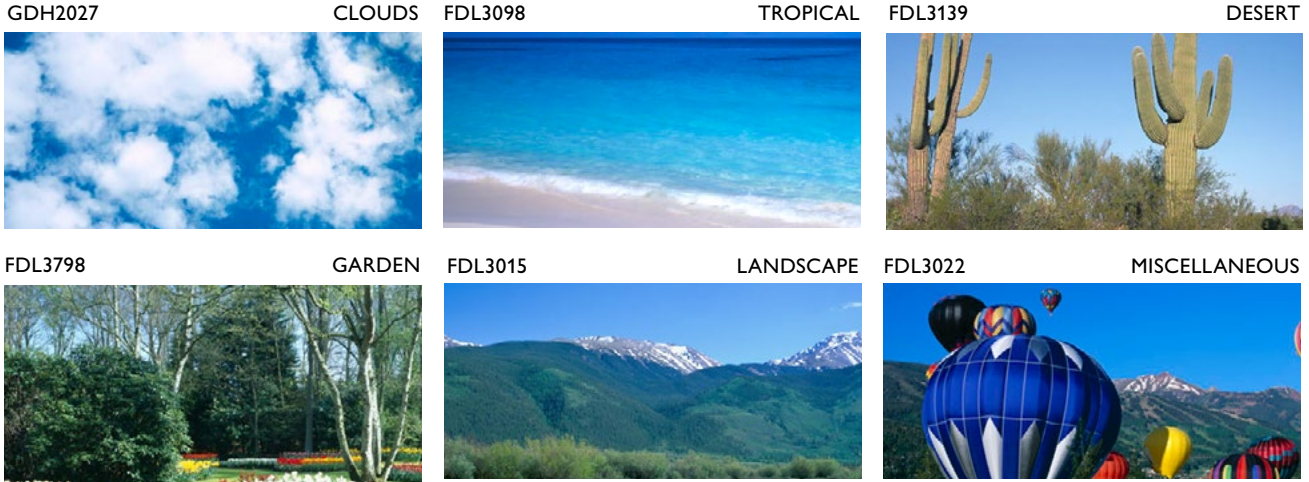 GDH2027 CLOUDS
FDL3098 TROPICAL
FDL3139 DESERT
FDL3798 GARDEN
FDL3015 LANDSCAPE
FDL3022 MISCELLANEOUS